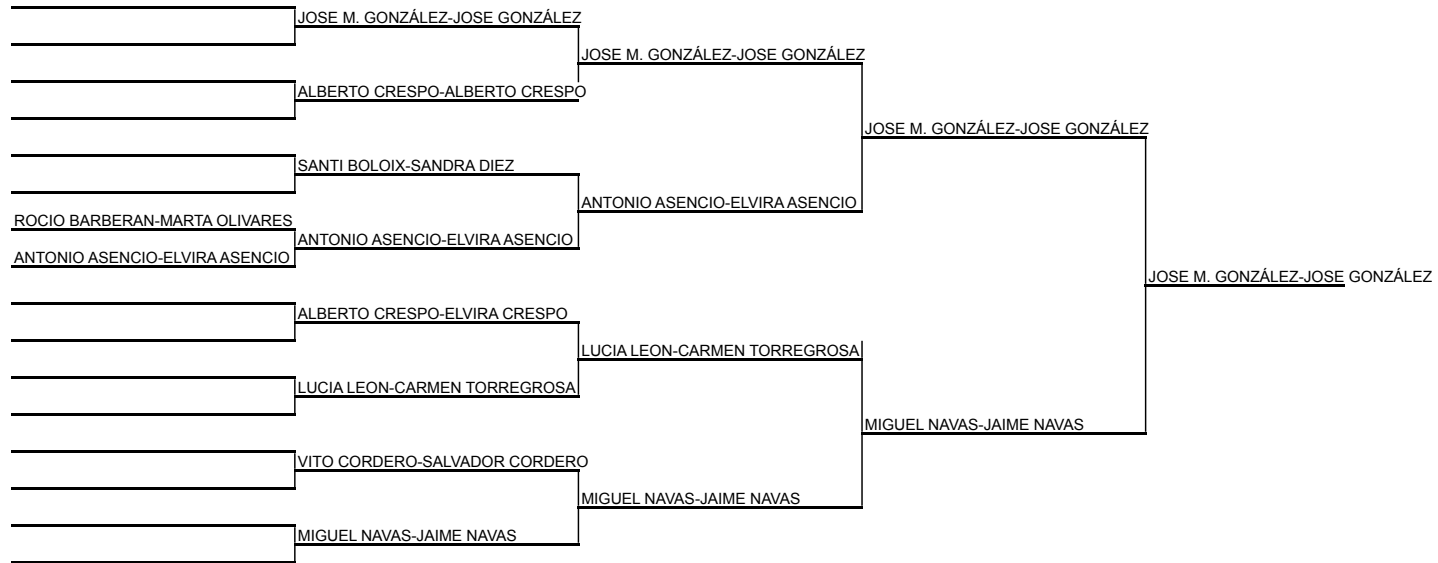 JOSE M. GONZÁLEZ-JOSE GONZÁLEZ
JOSE M. GONZÁLEZ-JOSE GONZÁLEZ
ALBERTO CRESPO-ALBERTO CRESPO
JOSE M. GONZÁLEZ-JOSE GONZÁLEZ
SANTI BOLOIX-SANDRA DIEZ
ANTONIO ASENCIO-ELVIRA ASENCIO
ROCIO BARBERAN-MARTA OLIVARES
ANTONIO ASENCIO-ELVIRA ASENCIO
ANTONIO ASENCIO-ELVIRA ASENCIO
JOSE M. GONZÁLEZ-JOSE GONZÁLEZ
ALBERTO CRESPO-ELVIRA CRESPO
LUCIA LEON-CARMEN TORREGROSA
LUCIA LEON-CARMEN TORREGROSA
MIGUEL NAVAS-JAIME NAVAS
VITO CORDERO-SALVADOR CORDERO
MIGUEL NAVAS-JAIME NAVAS
MIGUEL NAVAS-JAIME NAVAS